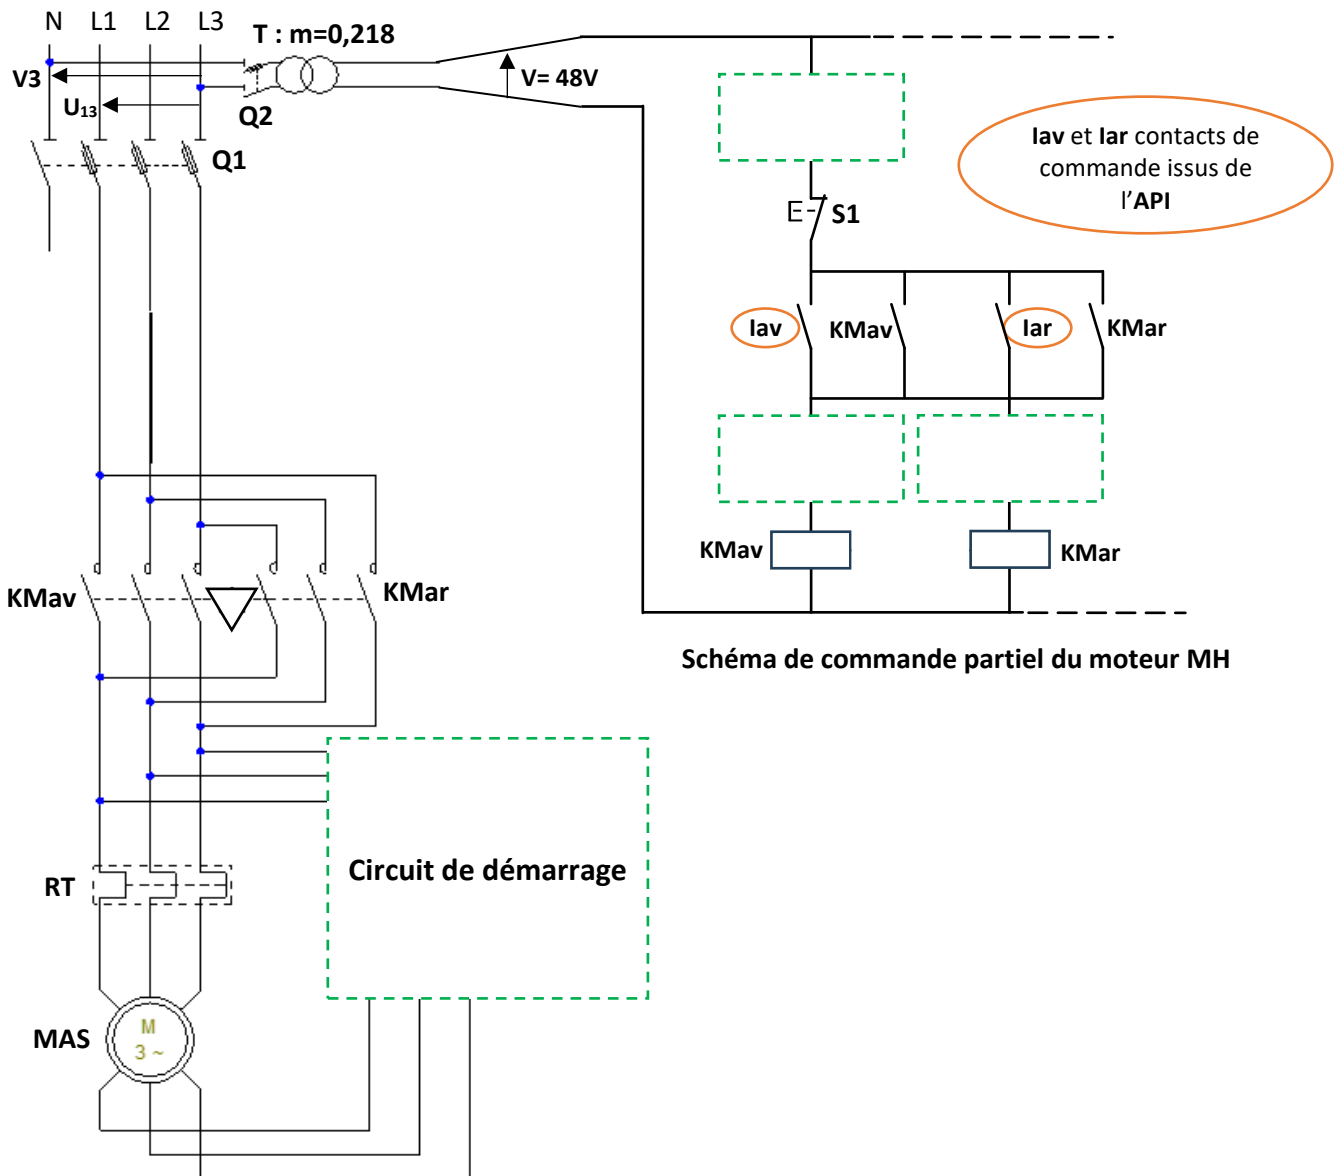 N L1 L2 L3
T : m=0,218
V3
V= 48V
U13
Q2
Q1
Iav et Iar contacts de
commande issus de
l'API
S1
Iav
KMav
Iar
KMar
KMav
KMar
KMav
KMar
Schéma de commande partiel du moteur MH
Circuit de démarrage
RT
MAS
M
3 ~